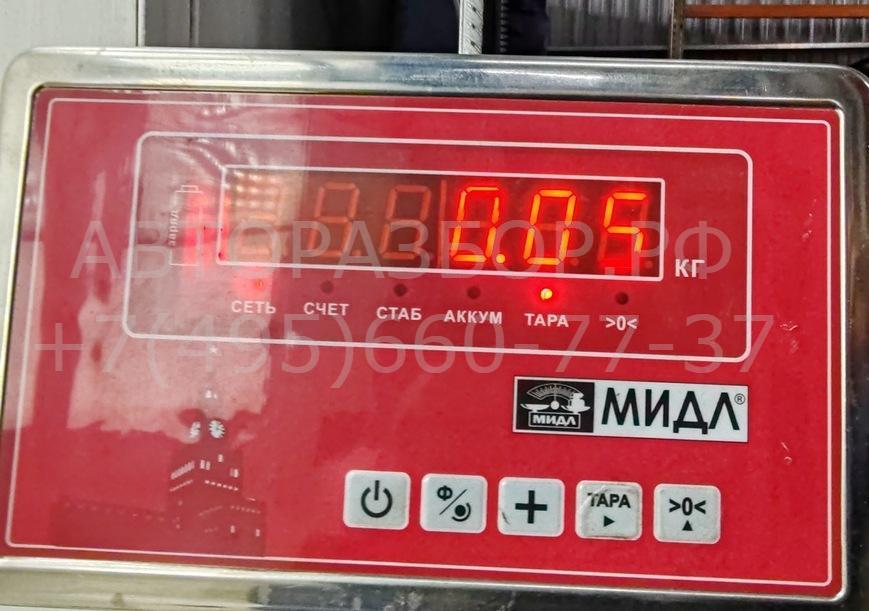 заряд
0.05
КГ
АВТОРАЗБОР.РФ
СЕТЬ СЧЕТ СТАБ АККУМ ТАРА >0<
+7(495)660-77-37
МИДЛ МИДЛ®
Ф
ТАРА >0<